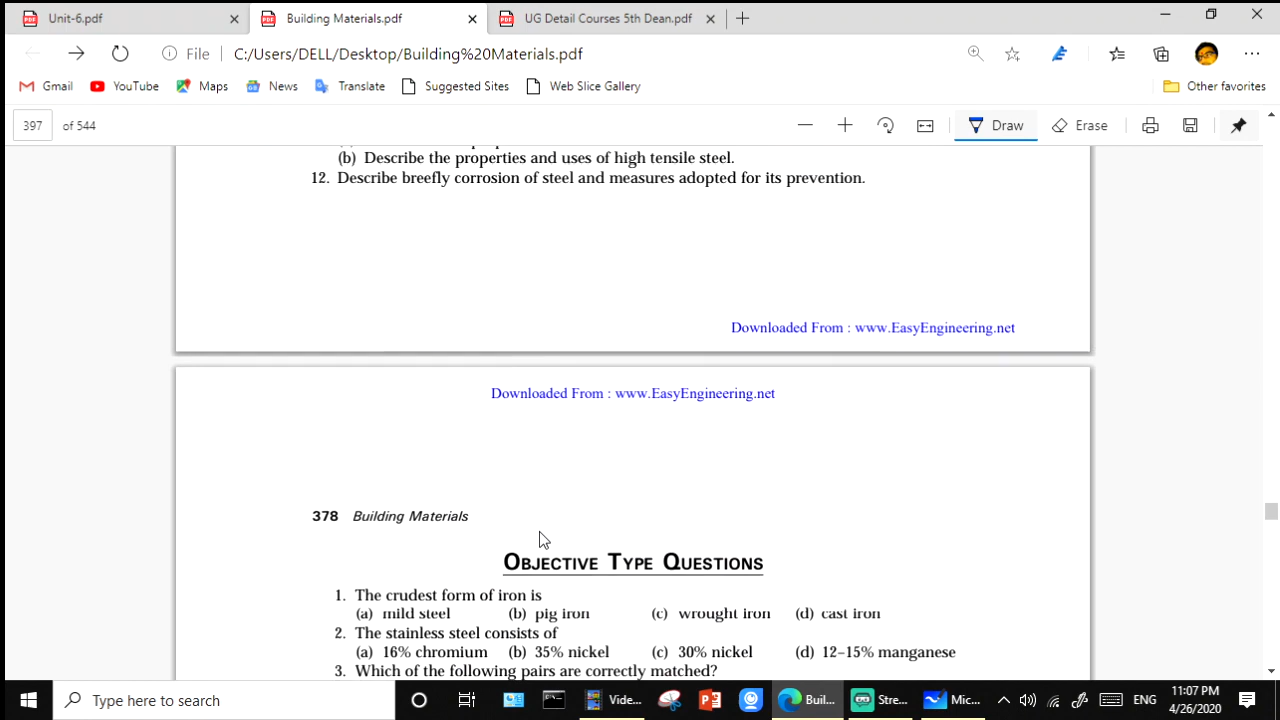 Unit-6.pdf
Building Materials.pdf
UG Detail Courses 5th Dean.pdf
File C:/Users/DELL/Desktop/Building%20Materials.pdf
Gmail YouTube Maps News Translate Suggested Sites Web Slice Gallery Other favorites
397 of 544 Draw Erase
(b) Describe the properties and uses of high tensile steel.
12. Describe breefly corrosion of steel and measures adopted for its prevention.
Downloaded From : www.EasyEngineering.net
Downloaded From : www.EasyEngineering.net
378 Building Materials
OBJECTIVE TYPE QUESTIONS
1. The crudest form of iron is
(a) mild steel (b) pig iron (c) wrought iron (d) cast iron
2. The stainless steel consists of
(a) 16% chromium (b) 35% nickel (c) 30% nickel (d) 12–15% manganese
3. Which of the following pairs are correctly matched?
Type here to search
Vide... Buil... Stre... Mic... ENG 11:07 PM
4/26/2020